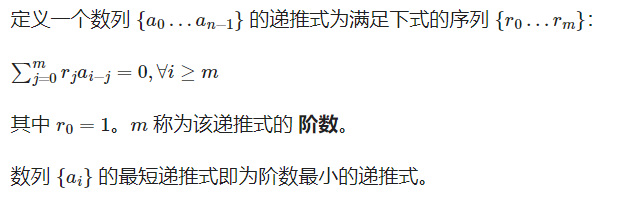 定义一个数列 {a₀ … aₙ₋₁} 的递推式为满足下式的序列 {r₀ … rₘ}：
∑ⱼ₌₀ᵐ rⱼaᵢ₋ⱼ = 0, ∀i ≥ m
其中 r₀ = 1。m 称为该递推式的 阶数。
数列 {aᵢ} 的最短递推式即为阶数最小的递推式。